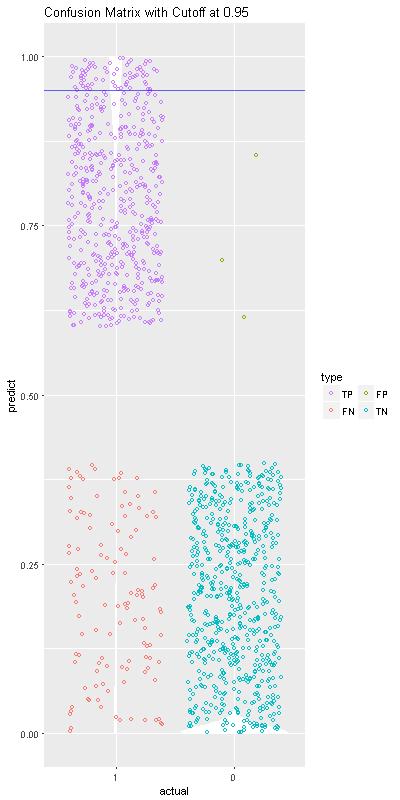 Confusion Matrix with Cutoff at 0.95
1.00
0.75
0.50
0.25
0.00
predict
1 0
actual
type
TP FP
FN TN